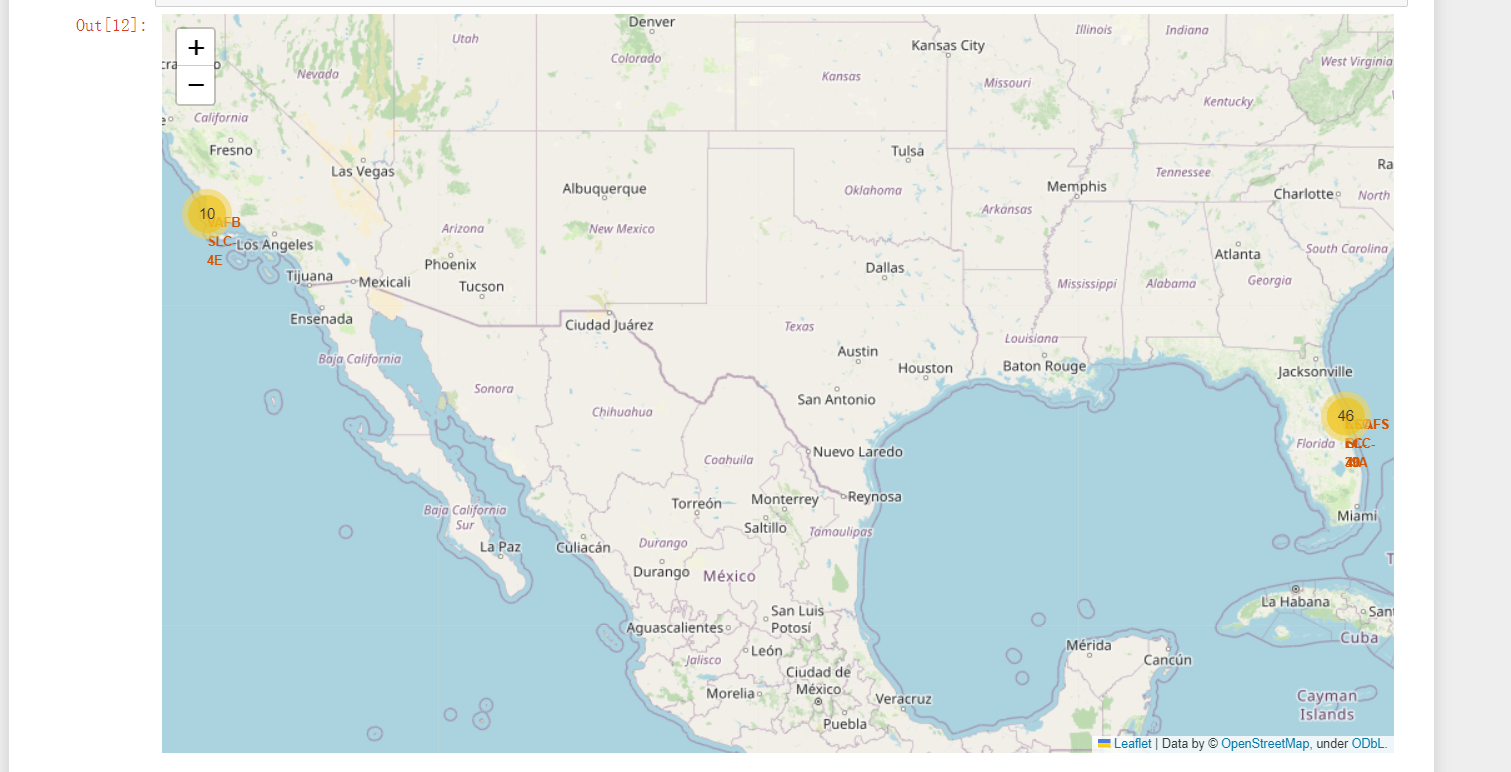 Out[12]:
+
−
Denver
Kansas City
Illinois
Indiana
Utah
Colorado
West Virginia
Nevada
Kansas
Missouri
Kentucky
California
Fresno
Las Vegas
Tulsa
Albuquerque
Oklahoma
Memphis
Tennessee
Charlotte
North
Arkansas
10
SLC-
4E
Los Angeles
Arizona
New Mexico
South Carolina
Atlanta
Phoenix
Dallas
Tijuana
Mexicali
Tucson
Mississippi
Alabama
Georgia
Ensenada
Ciudad Juárez
Texas
Louisiana
Baja California
Austin
Houston
Baton Rouge
Jacksonville
Sonora
San Antonio
Chihuahua
46
Florida
Nuevo Laredo
Coahuila
Torreón
Monterrey
Reynosa
Baja California
Sur
Saltillo
Tamaulipas
Miami
La Paz
Culiacán
Durango
Durango
México
La Habana
San Luis
Potosí
Aguascalientes
Cuba
León
Mérida
Cancún
Jalisco
Ciudad de
México
Morelia
Veracruz
Puebla
Cayman
Islands
Leaflet | Data by © OpenStreetMap, under ODbL.